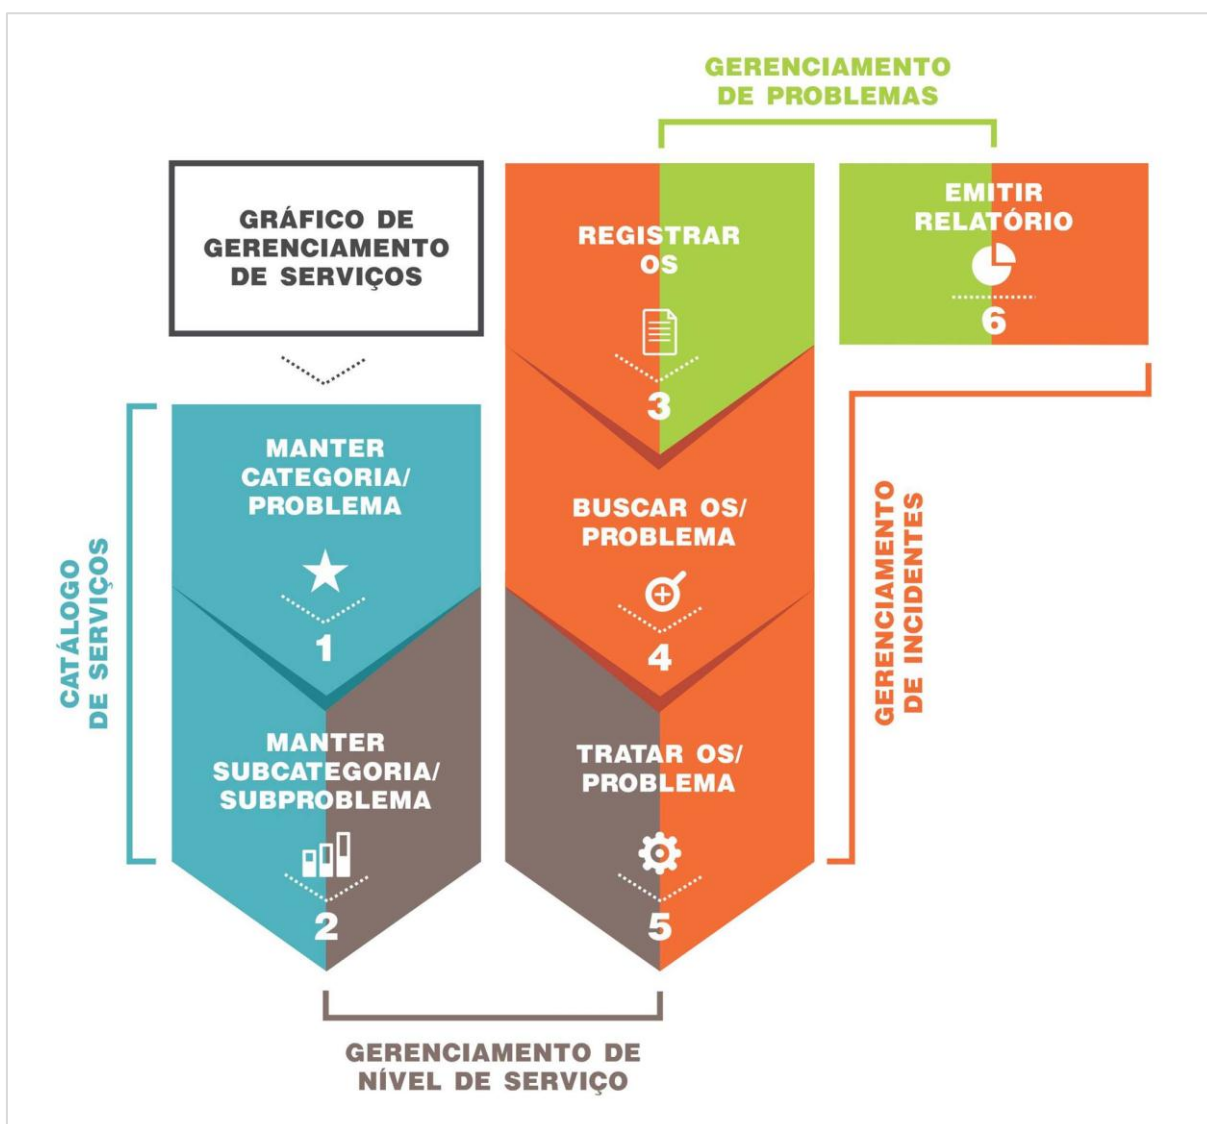 GRÁFICO DE
GERENCIAMENTO
DE SERVIÇOS
CATÁLOGO
DE SERVIÇOS
MANTER
CATEGORIA/
PROBLEMA
1
MANTER
SUBCATEGORIA/
SUBPROBLEMA
2
GERENCIAMENTO DE
NÍVEL DE SERVIÇO
GERENCIAMENTO
DE PROBLEMAS
REGISTRAR
OS
3
BUSCAR OS/
PROBLEMA
4
TRATAR OS/
PROBLEMA
5
EMITIR
RELATÓRIO
6
GERENCIAMENTO
DE INCIDENTES